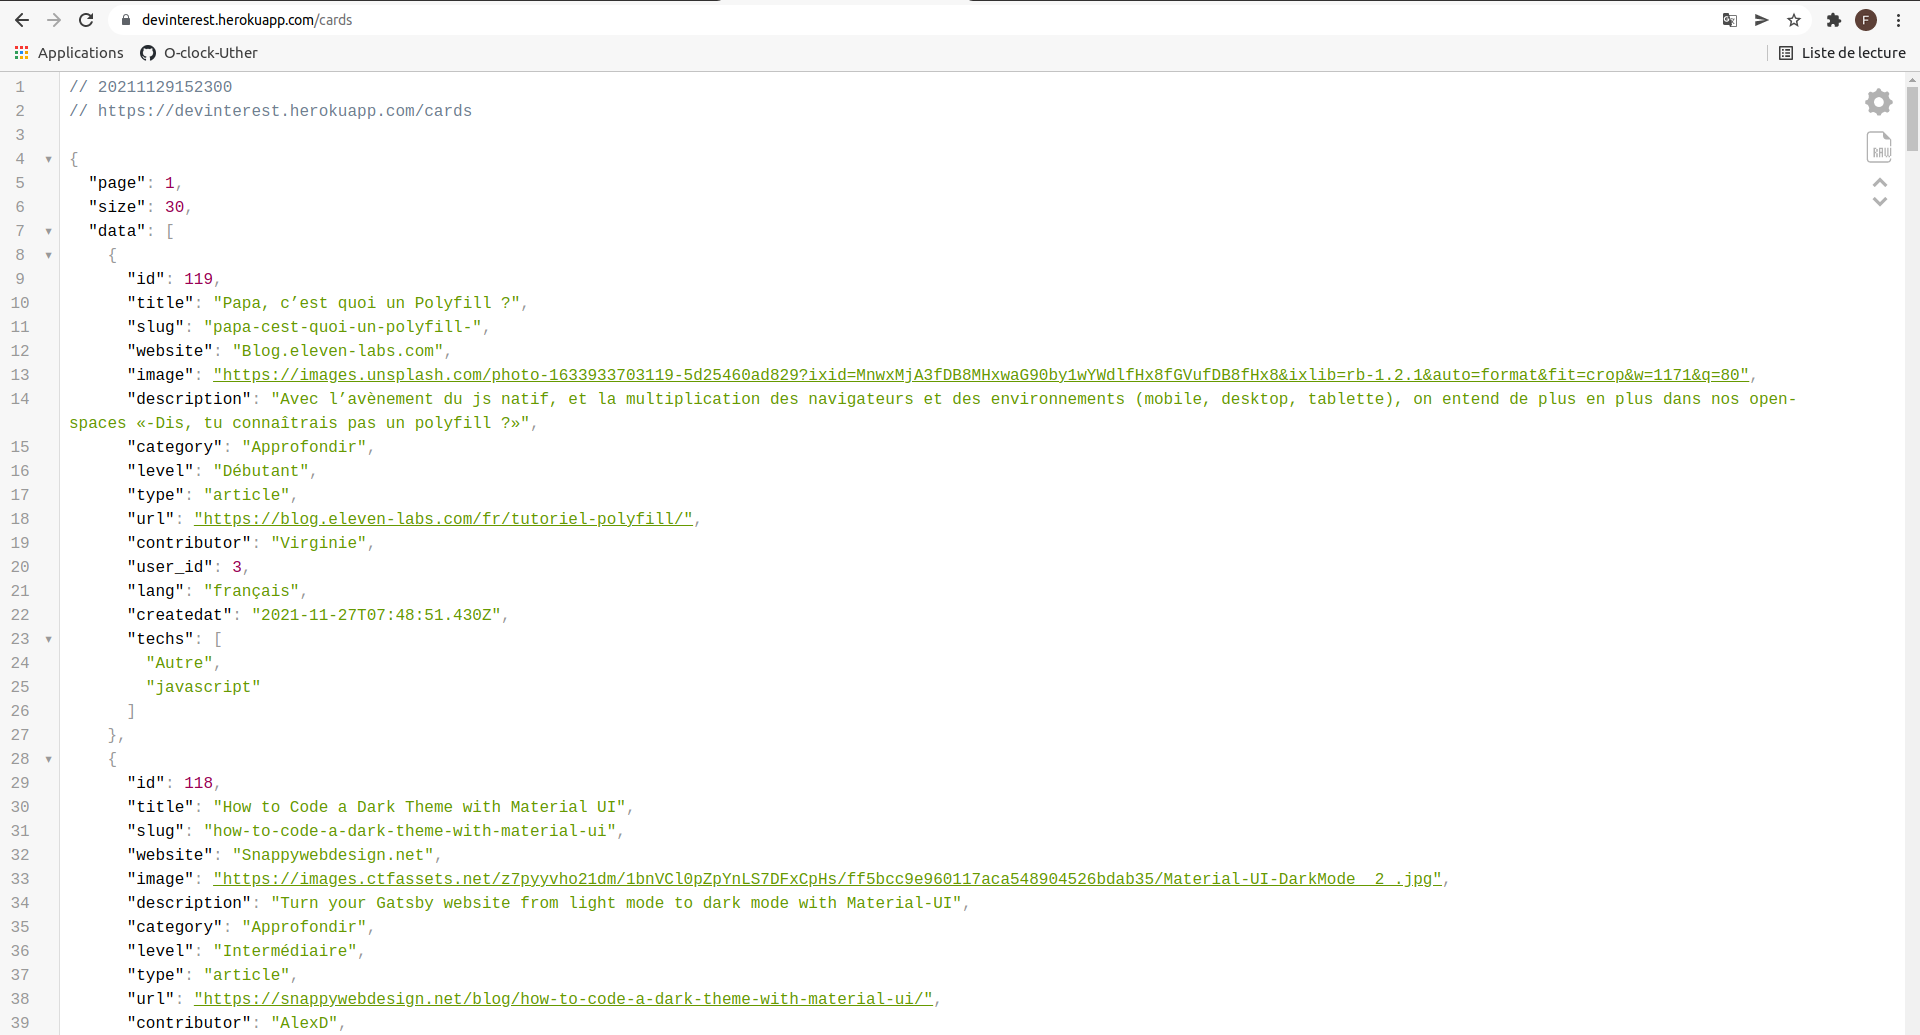 devinterest.herokuapp.com/cards
F
Applications
O-clock-Uther
Liste de lecture
1 // 20211129152300
2 // https://devinterest.herokuapp.com/cards
3
4 {
5 "page": 1,
6 "size": 30,
7 "data": [
8 {
9 "id": 119,
10 "title": "Papa, c’est quoi un Polyfill ?",
11 "slug": "papa-cest-quoi-un-polyfill-",
12 "website": "Blog.eleven-labs.com",
13 "image": "https://images.unsplash.com/photo-1633933703119-5d25460ad829?ixid=MnwxMjA3fDB8MHxwaG90by1wYWdlfHx8fGVufDB8fHx8&ixlib=rb-1.2.1&auto=format&fit=crop&w=1171&q=80",
14 "description": "Avec l’avènement du js natif, et la multiplication des navigateurs et des environnements (mobile, desktop, tablette), on entend de plus en plus dans nos open-
spaces «-Dis, tu connaîtrais pas un polyfill ?»",
15 "category": "Approfondir",
16 "level": "Débutant",
17 "type": "article",
18 "url": "https://blog.eleven-labs.com/fr/tutoriel-polyfill/",
19 "contributor": "Virginie",
20 "user_id": 3,
21 "lang": "français",
22 "createdat": "2021-11-27T07:48:51.430Z",
23 "techs": [
24 "Autre",
25 "javascript"
26 ]
27 },
28 {
29 "id": 118,
30 "title": "How to Code a Dark Theme with Material UI",
31 "slug": "how-to-code-a-dark-theme-with-material-ui",
32 "website": "Snappywebdesign.net",
33 "image": "https://images.ctfassets.net/z7pyyvho21dm/1bnVCl0pZpYnLS7DFxCpHs/ff5bcc9e960117aca548904526bdab35/Material-UI-DarkMode__2_.jpg",
34 "description": "Turn your Gatsby website from light mode to dark mode with Material-UI",
35 "category": "Approfondir",
36 "level": "Intermédiaire",
37 "type": "article",
38 "url": "https://snappywebdesign.net/blog/how-to-code-a-dark-theme-with-material-ui/",
39 "contributor": "AlexD",
RAW